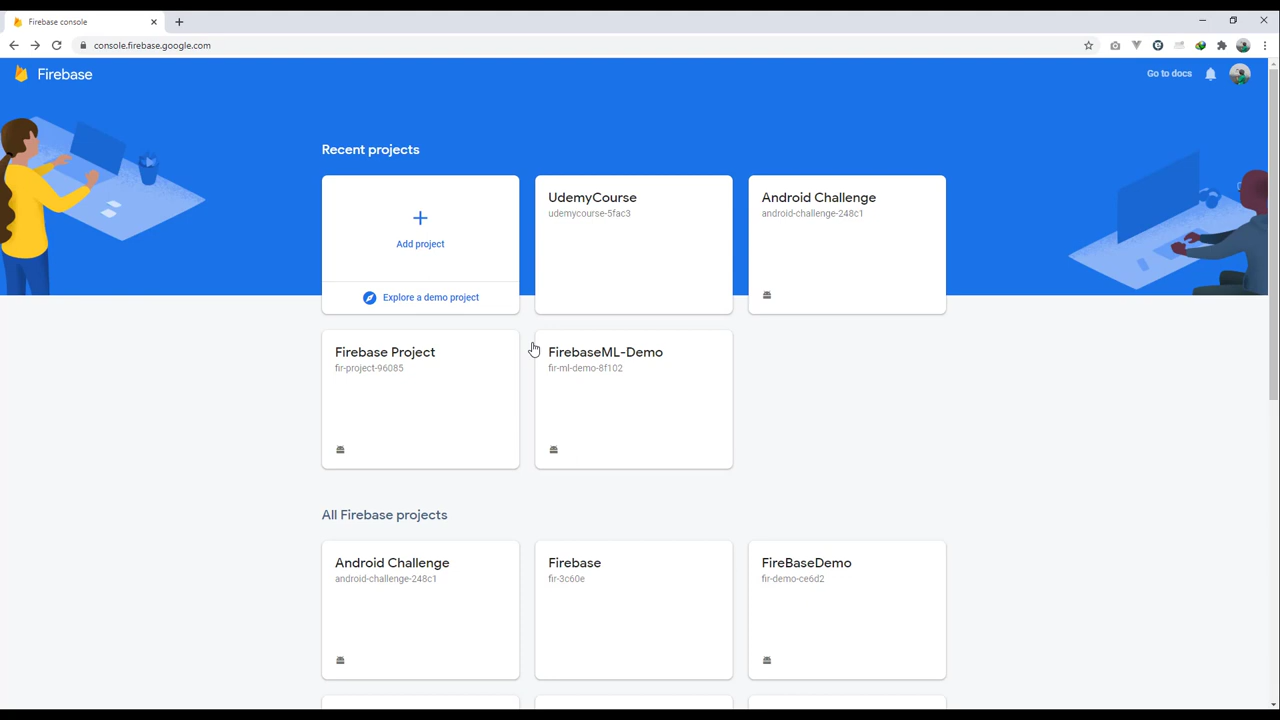 Firebase console
console.firebase.google.com
Firebase
Go to docs
Recent projects
Add project
Explore a demo project
UdemyCourse
udemycourse-5fac3
Android Challenge
android-challenge-248c1
Firebase Project
fir-project-96085
FirebaseML-Demo
fir-ml-demo-8f102
All Firebase projects
Android Challenge
android-challenge-248c1
Firebase
fir-3c60e
FireBaseDemo
fir-demo-ce6d2